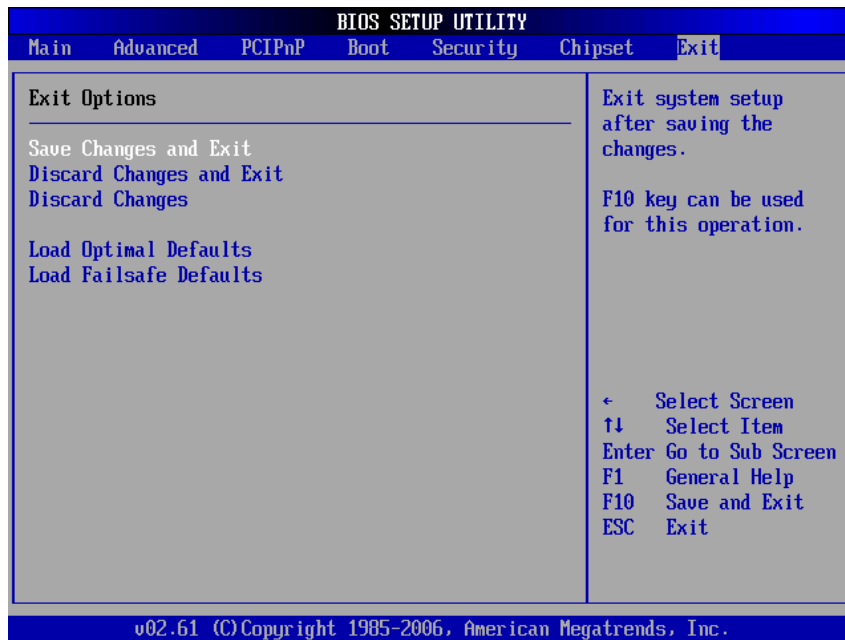 BIOS SETUP UTILITY
Main Advanced PCIPnP Boot Security Chipset Exit
Exit Options
Save Changes and Exit
Discard Changes and Exit
Discard Changes
Load Optimal Defaults
Load Failsafe Defaults
Exit system setup
after saving the
changes.
F10 key can be used
for this operation.
← Select Screen
↑↓ Select Item
Enter Go to Sub Screen
F1 General Help
F10 Save and Exit
ESC Exit
v02.61 (C)Copyright 1985-2006, American Megatrends, Inc.